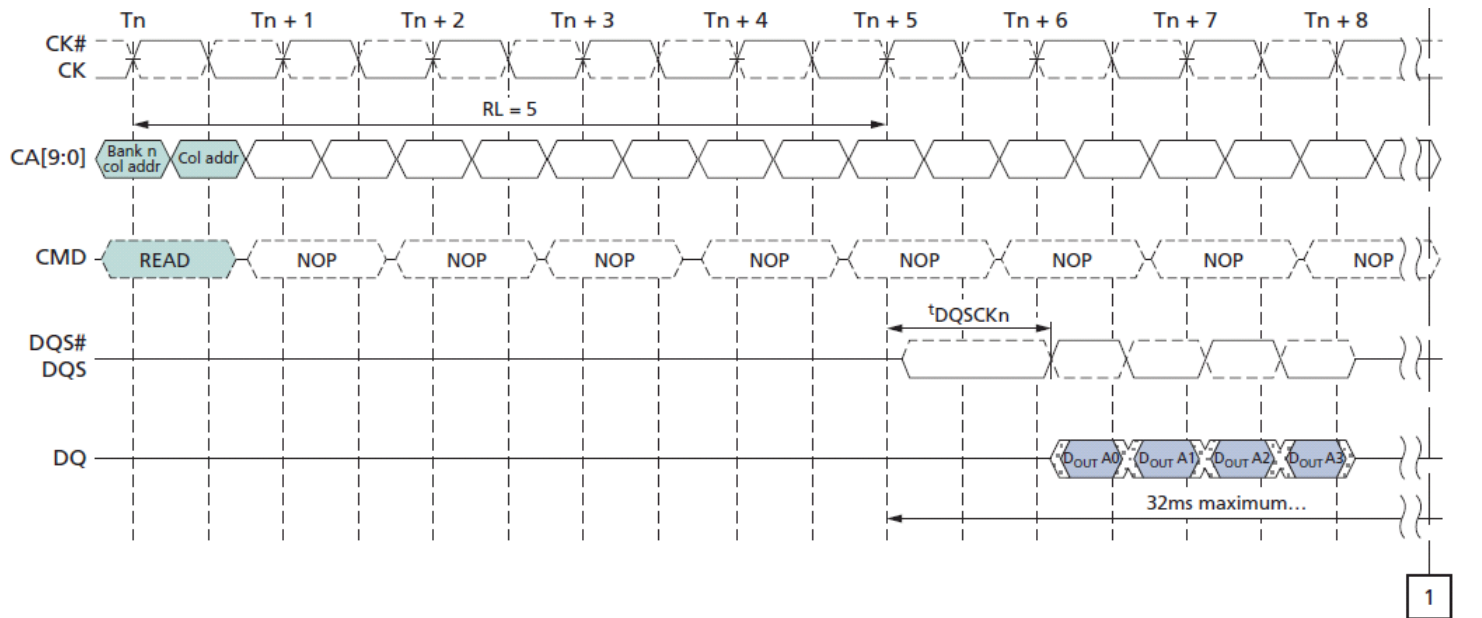 Tn Tn + 1 Tn + 2 Tn + 3 Tn + 4 Tn + 5 Tn + 6 Tn + 7 Tn + 8
CK#
CK
RL = 5
CA[9:0] Bank n col addr Col addr
CMD READ NOP NOP NOP NOP NOP NOP NOP NOP
tDQSCKn
DQS#
DQS
DQ DOUT A0 DOUT A1 DOUT A2 DOUT A3
32ms maximum…
1